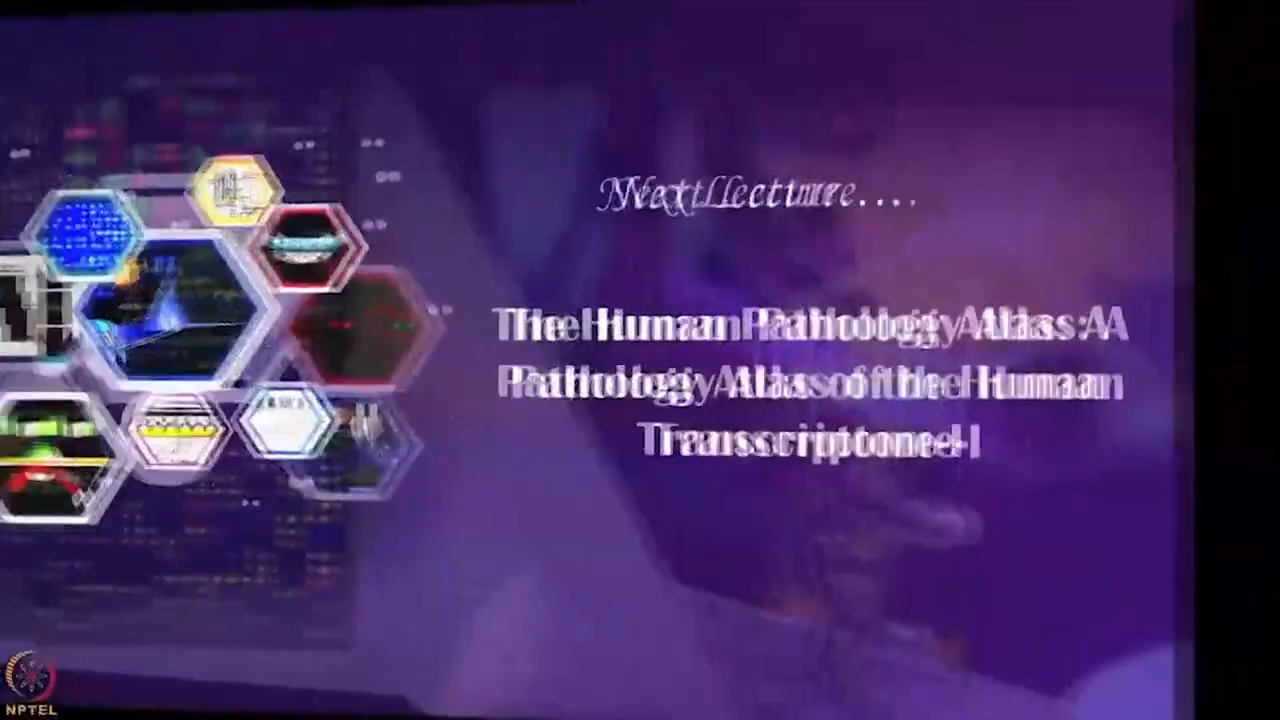 Next Lecture....
The Human Pathology Atlas: A
Pathology Atlas of the Human
Transcriptome-I
NPTEL